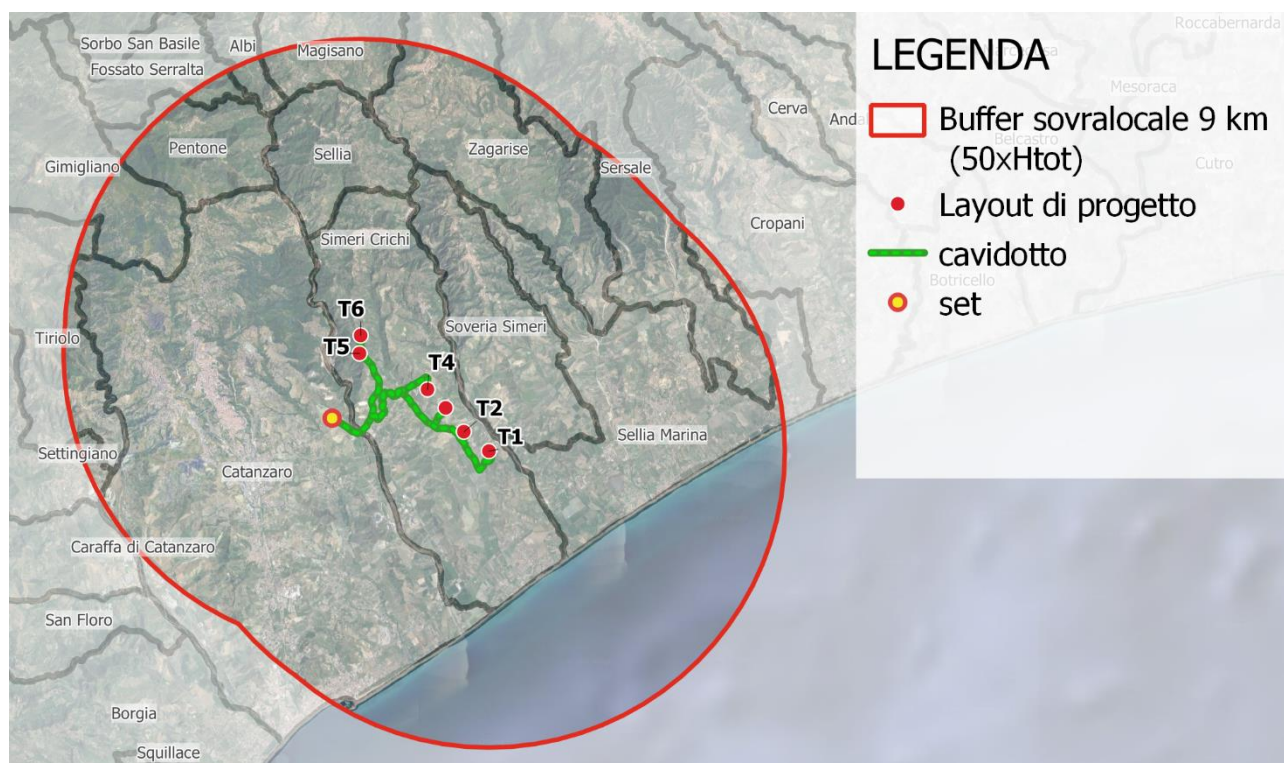 Sorbo San Basile
Albi
Magisano
Fossato Serralta
Roccabernarda
Mesoraca
Cerva
Belcastro
Cutro
Gimigliano
Pentone
Sellia
Zagarise
Sersale
Cropani
Simeri Crichi
Botricello
Tiriolo
T6
T5
Soveria Simeri
T4
T2
T1
Settingiano
Catanzaro
Sellia Marina
Caraffa di Catanzaro
San Floro
Borgia
Squillace
LEGENDA
Buffer sovralocale 9 km
(50xHtot)
Layout di progetto
cavidotto
set